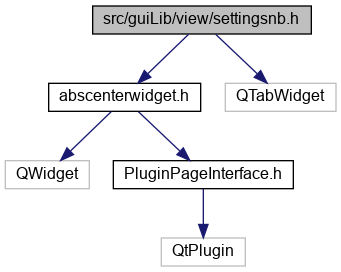 src/guiLib/view/settingsnb.h
abscenterwidget.h
QTabWidget
QWidget
PluginPageInterface.h
QtPlugin